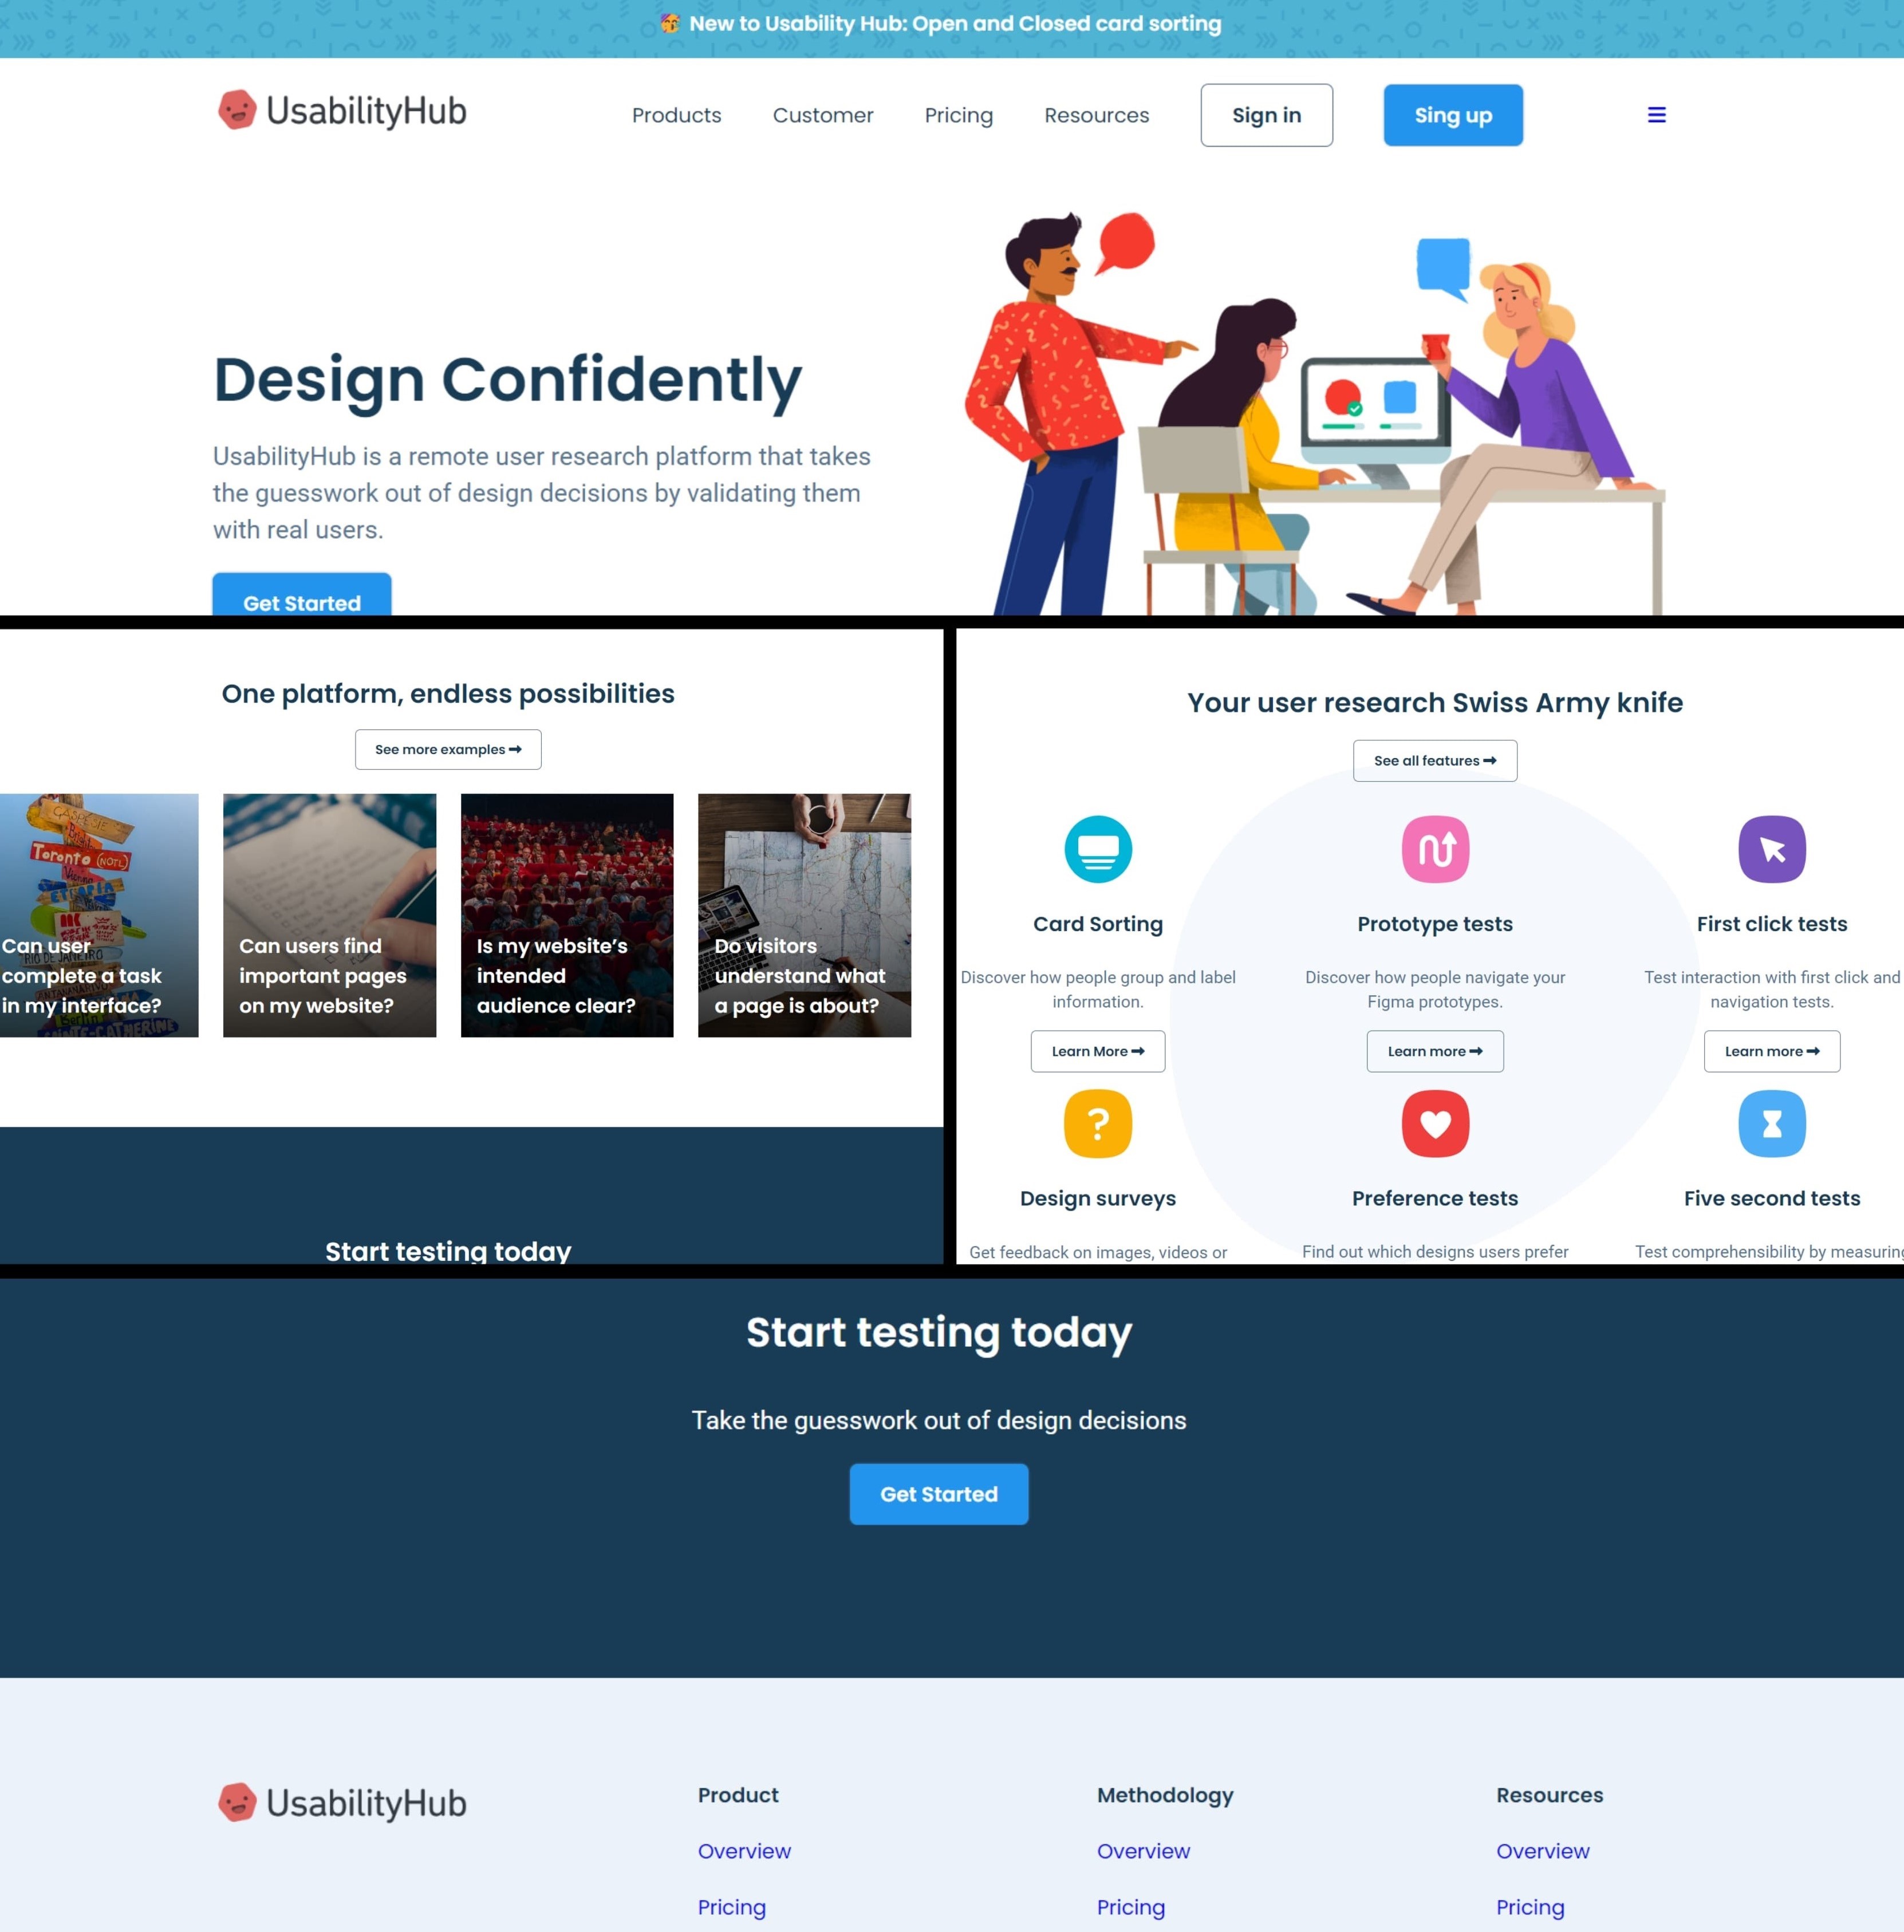 New to Usability Hub: Open and Closed card sorting
UsabilityHub
Products
Customer
Pricing
Resources
Sign in
Sing up
Design Confidently
UsabilityHub is a remote user research platform that takes
the guesswork out of design decisions by validating them
with real users.
Get Started
One platform, endless possibilities
See more examples
Toronto (NOTL)
Vienna
Can user
complete a task
in my interface?
RIO DE JANEIRO
Berlin
Can users find
important pages
on my website?
Is my website's
intended
audience clear?
Do visitors
understand what
a page is about?
Start testing today
Your user research Swiss Army knife
See all features
Card Sorting
Discover how people group and label
information.
Learn More
Prototype tests
Discover how people navigate your
Figma prototypes.
Learn more
First click tests
Test interaction with first click and
navigation tests.
Learn more
Design surveys
Get feedback on images, videos or
Preference tests
Find out which designs users prefer
Five second tests
Test comprehensibility by measuring
Start testing today
Take the guesswork out of design decisions
Get Started
UsabilityHub
Product
Overview
Pricing
Methodology
Overview
Pricing
Resources
Overview
Pricing